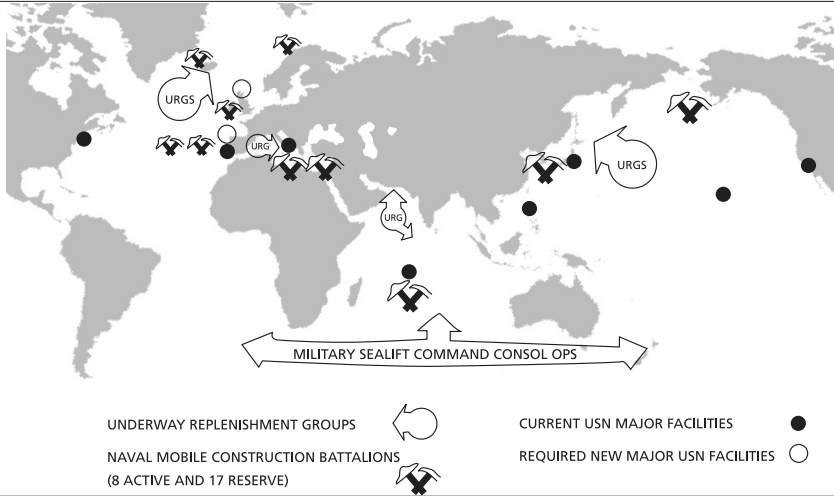 URGS
URG
URGS
URG
MILITARY SEALIFT COMMAND CONSOL OPS
UNDERWAY REPLENISHMENT GROUPS
CURRENT USN MAJOR FACILITIES
NAVAL MOBILE CONSTRUCTION BATTALIONS
(8 ACTIVE AND 17 RESERVE)
REQUIRED NEW MAJOR USN FACILITIES